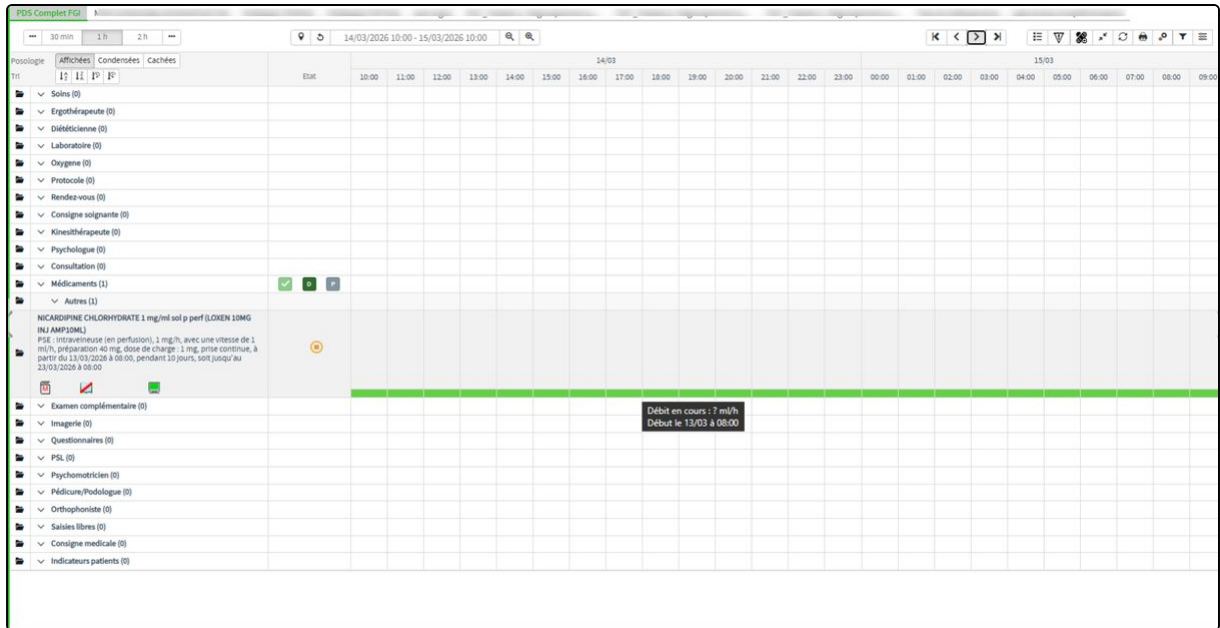 PDS Complet FGI
30 min 1 h 2 h
14/03/2026 10:00 - 15/03/2026 10:00
Posologie Affichées Condensées Cachées
14/03 15/03
Tri Etat 10:00 11:00 12:00 13:00 14:00 15:00 16:00 17:00 18:00 19:00 20:00 21:00 22:00 23:00 00:00 01:00 02:00 03:00 04:00 05:00 06:00 07:00 08:00 09:00
Soins (0)
Ergothérapeute (0)
Diététicienne (0)
Laboratoire (0)
Oxygene (0)
Protocole (0)
Rendez-vous (0)
Consigne soignante (0)
Kinesithérapeute (0)
Psychologue (0)
Consultation (0)
Médicaments (1) P
Autres (1)
NICARDIPINE CHLORHYDRATE 1 mg/ml sol p perf (LOXEN 10MG
INJ AMP10ML)
PSE : intraveineuse (en perfusion), 1 mg/h, avec une vitesse de 1
ml/h, préparation 40 mg, dose de charge : 1 mg, prise continue, à
partir du 13/03/2026 à 08:00, pendant 10 jours, soit jusqu'au
23/03/2026 à 08:00
Examen complémentaire (0)
Débit en cours : ? ml/h
Début le 13/03 à 08:00
Imagerie (0)
Questionnaires (0)
PSL (0)
Psychomotricien (0)
Pédicure/Podologue (0)
Orthophoniste (0)
Saisies libres (0)
Consigne medicale (0)
Indicateurs patients (0)